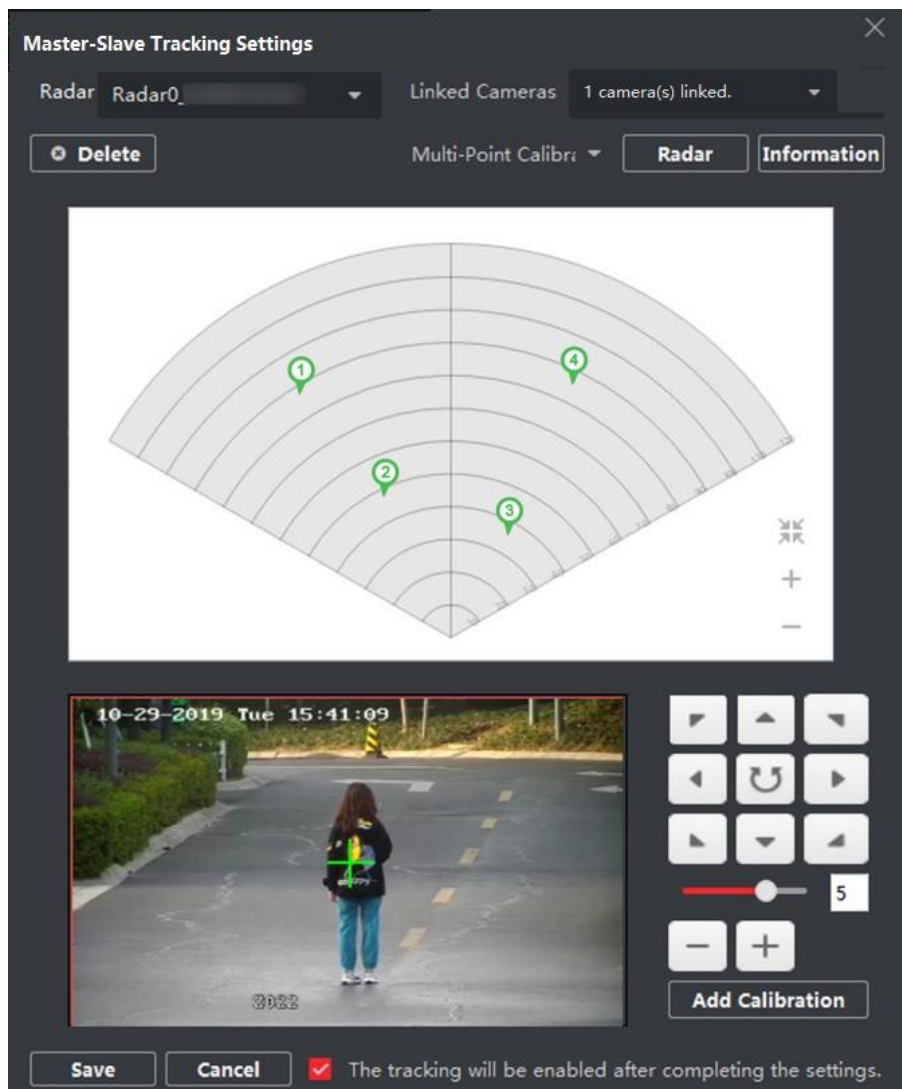 Master-Slave Tracking Settings
Radar Radar0_ Linked Cameras 1 camera(s) linked.
Delete Multi-Point Calibra Radar Information
1
4
2
3
10-29-2019 Tue 15:41:09
5
2022
Add Calibration
Save Cancel The tracking will be enabled after completing the settings.